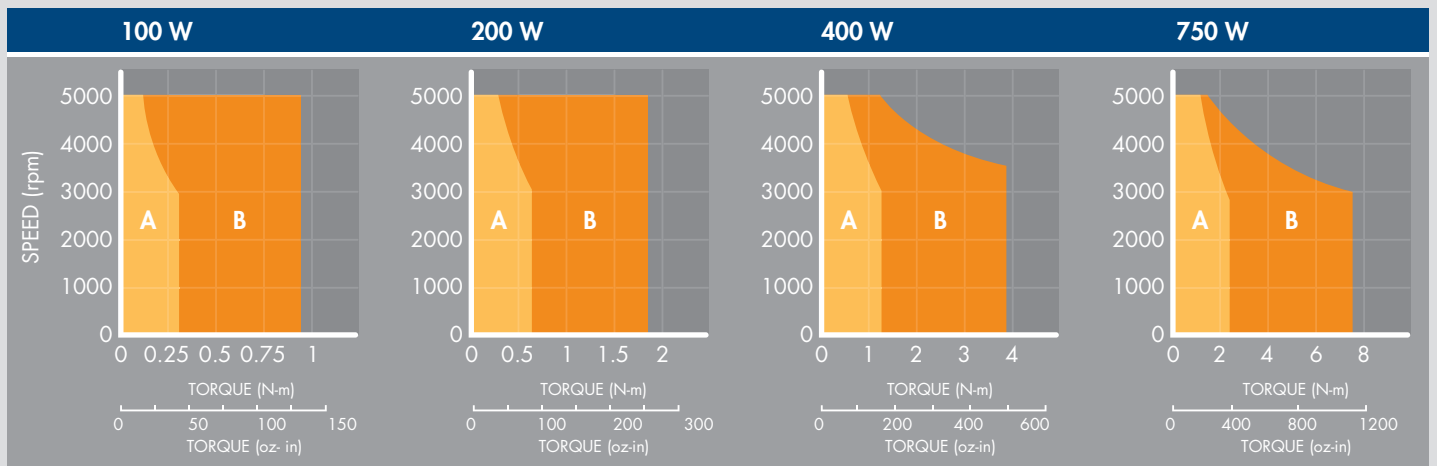 100 W 200 W 400 W 750 W
SPEED (rpm)
5000
4000
3000
2000
1000
0
A B
0 0.25 0.5 0.75 1
TORQUE (N-m)
0 50 100 150
TORQUE (oz- in)
5000
4000
3000
2000
1000
0
A B
0 0.5 1 1.5 2
TORQUE (N-m)
0 100 200 300
TORQUE (oz-in)
5000
4000
3000
2000
1000
0
A B
0 1 2 3 4
TORQUE (N-m)
0 200 400 600
TORQUE (oz-in)
5000
4000
3000
2000
1000
0
A B
0 2 4 6 8
TORQUE (N-m)
0 400 800 1200
TORQUE (oz-in)